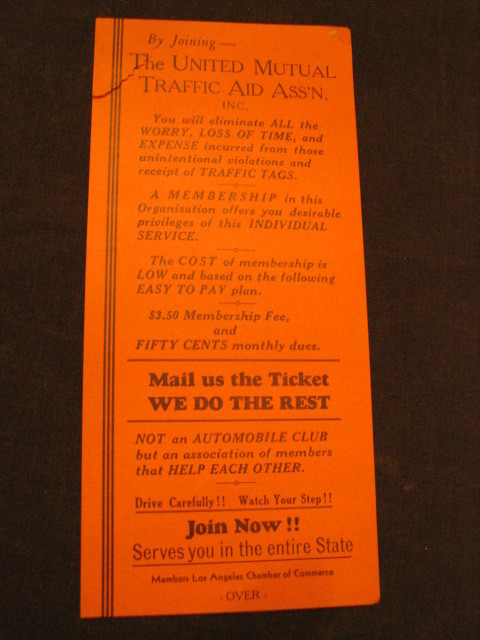 By Joining —
The UNITED MUTUAL
TRAFFIC AID ASS'N.
INC.
You will eliminate ALL the
WORRY, LOSS OF TIME, and
EXPENSE incurred from those
unintentional violations and
receipt of TRAFFIC TAGS.
A MEMBERSHIP in this
Organization offers you desirable
privileges of this INDIVIDUAL
SERVICE.
The COST of membership is
LOW and based on the following
EASY TO PAY plan.
$3.50 Membership Fee,
and
FIFTY CENTS monthly dues.
Mail us the Ticket
WE DO THE REST
NOT an AUTOMOBILE CLUB
but an association of members
that HELP EACH OTHER.
Drive Carefully!! Watch Your Step!!
Join Now!!
Serves you in the entire State
Members Los Angeles Chamber of Commerce
- OVER -